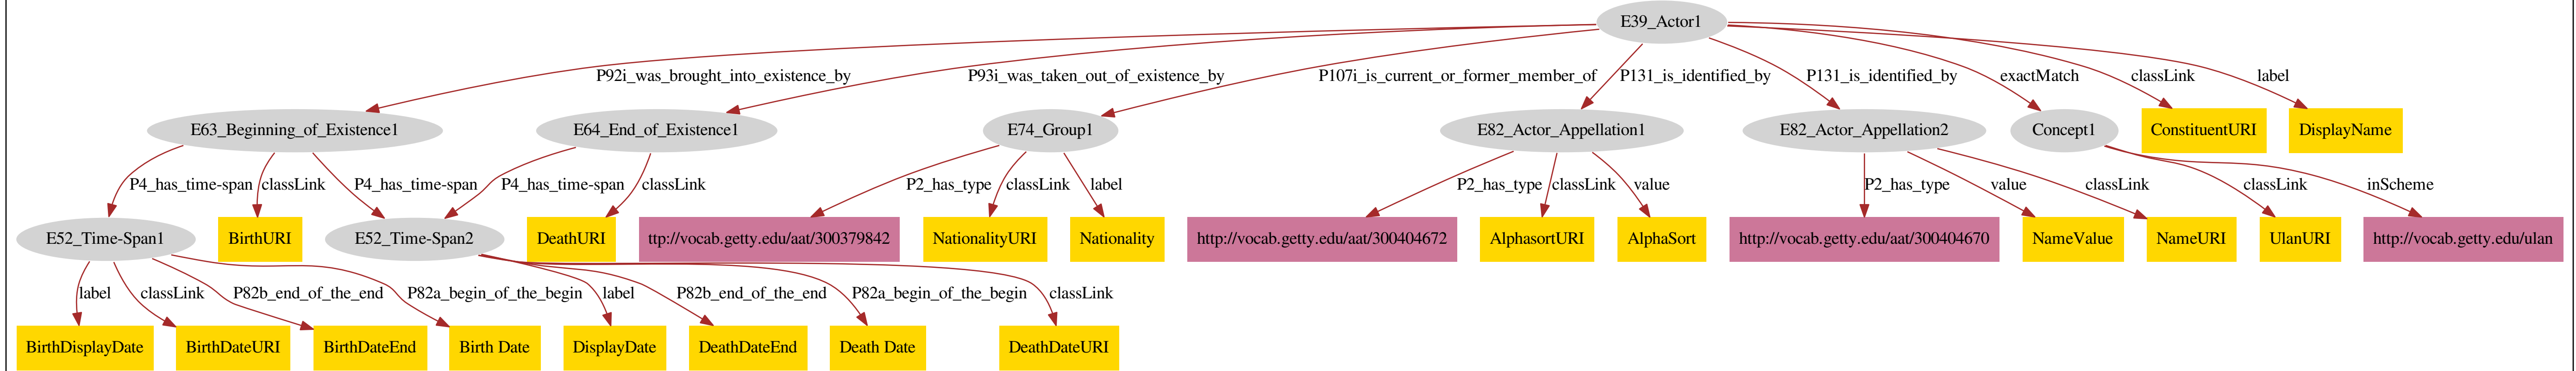 E39_Actor1
P92i_was_brought_into_existence_by
P93i_was_taken_out_of_existence_by
P107i_is_current_or_former_member_of
P131_is_identified_by
P131_is_identified_by
exactMatch
classLink
label
E63_Beginning_of_Existence1
E64_End_of_Existence1
E74_Group1
E82_Actor_Appellation1
E82_Actor_Appellation2
Concept1
ConstituentURI
DisplayName
P4_has_time-span
classLink
P4_has_time-span
P4_has_time-span
classLink
P2_has_type
classLink
label
P2_has_type
classLink
value
P2_has_type
value
classLink
classLink
inScheme
E52_Time-Span1
BirthURI
E52_Time-Span2
DeathURI
ttp://vocab.getty.edu/aat/300379842
NationalityURI
Nationality
http://vocab.getty.edu/aat/300404672
AlphasortURI
AlphaSort
http://vocab.getty.edu/aat/300404670
NameValue
NameURI
UlanURI
http://vocab.getty.edu/ulan
label
classLink
P82b_end_of_the_end
P82a_begin_of_the_begin
label
P82b_end_of_the_end
P82a_begin_of_the_begin
classLink
BirthDisplayDate
BirthDateURI
BirthDateEnd
Birth Date
DisplayDate
DeathDateEnd
Death Date
DeathDateURI